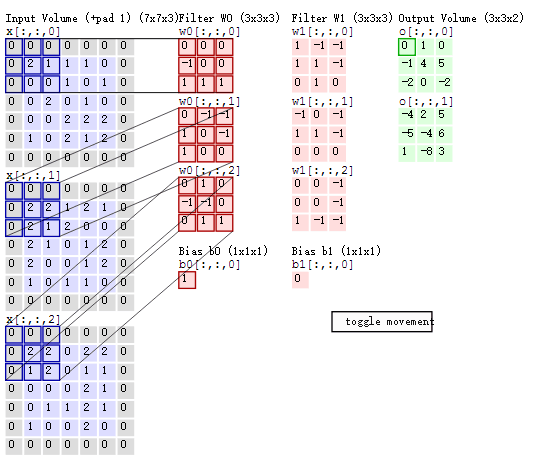 Input Volume (+pad 1) (7x7x3)
x[:,:,0]
0 0 0 0 0 0 0
0 2 1 1 1 0 0
0 0 0 1 0 1 0
0 0 2 0 1 0 0
0 0 0 2 2 2 0
0 1 0 2 1 2 0
0 0 0 0 0 0 0
x[:,:,1]
0 0 0 0 0 0 0
0 2 2 1 2 2 0
0 2 1 2 0 0 0
0 2 1 0 1 2 0
0 2 0 0 1 2 0
0 1 0 1 1 0 0
0 0 0 0 0 0 0
x[:,:,2]
0 0 0 0 0 0 0
0 2 2 0 2 2 0
0 1 2 0 1 0 0
0 0 0 0 2 1 0
0 0 1 1 2 1 0
0 1 0 0 2 0 0
0 0 0 0 0 0 0
Filter W0 (3x3x3)
w0[:,:,0]
0 0 0
-1 0 0
1 1 1
w0[:,:,1]
0 -1 -1
1 0 -1
1 0 0
w0[:,:,2]
0 1 0
-1 -1 0
0 1 1
Bias b0 (1x1x1)
b0[:,:,0]
1
Filter W1 (3x3x3)
w1[:,:,0]
1 -1 -1
1 1 -1
1 1 0
w1[:,:,1]
-1 0 -1
1 1 -1
0 0 0
w1[:,:,2]
0 0 -1
0 0 -1
1 -1 -1
Bias b1 (1x1x1)
b1[:,:,0]
0
Output Volume (3x3x2)
o[:,:,0]
0 1 0
-1 4 5
-2 0 -2
o[:,:,1]
-4 2 5
-5 -4 6
1 -8 3
toggle movement